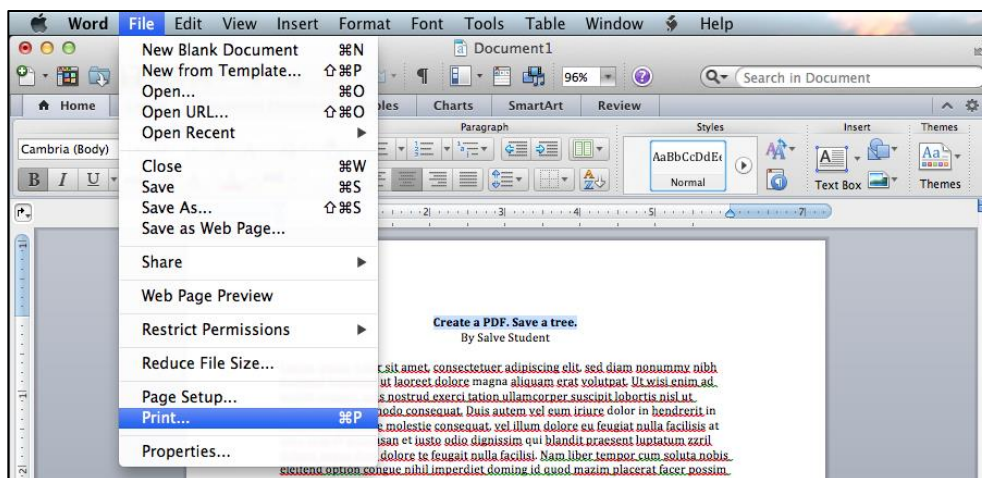 Word File Edit View Insert Format Font Tools Table Window Help
Document1
96% Search in Document
Home Charts SmartArt Review
Paragraph Styles Insert Themes
Cambria (Body)
AaBbCcDdE
Normal
B I U Text Box Themes
New Blank Document ⌘N
New from Template... ⇧⌘P
Open... ⌘O
Open URL... ⇧⌘O
Open Recent
Close ⌘W
Save ⌘S
Save As... ⇧⌘S
Save as Web Page...
Share
Web Page Preview
Restrict Permissions
Reduce File Size...
Page Setup...
Print... ⌘P
Properties...
2 3 4 5 7
Create a PDF. Save a tree.
By Salve Student
sit amet, consectetuer adipiscing elit, sed diam nonummy nibh
ut laoreet dolore magna aliquam erat volutpat. Ut wisi enim ad
nostrud exerci tation ullamcorper suscipit lobortis nisl ut
consequat. Duis autem vel eum iriure dolor in hendrerit in
molestie consequat, vel illum dolore eu feugiat nulla facilisis at
et iusto odio dignissim qui blandit praesent luptatum zzril
dolore te feugait nulla facilisi. Nam liber tempor cum soluta nobis
eleifend option congue nihil imperdiet doming id quod mazim placerat facer possim